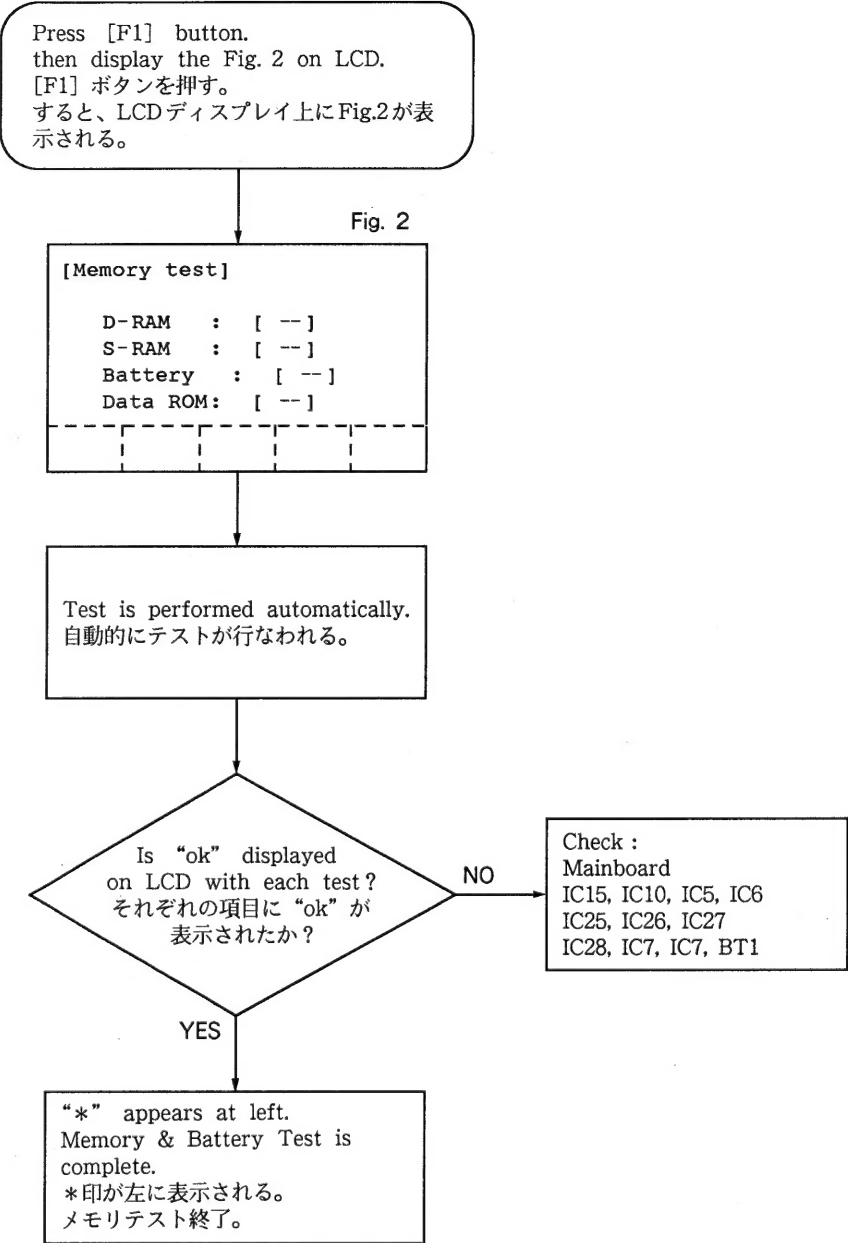 Press [F1] button.
then display the Fig. 2 on LCD.
[F1] ボタンを押す。
すると、LCDディスプレイ上にFig.2が表
示される。
Fig. 2
[Memory test]
D-RAM : [ -- ]
S-RAM : [ -- ]
Battery : [ -- ]
Data ROM: [ -- ]
Test is performed automatically.
自動的にテストが行なわれる。
Is “ok” displayed
on LCD with each test?
それぞれの項目に“ok”が
表示されたか?
NO
Check :
Mainboard
IC15, IC10, IC5, IC6
IC25, IC26, IC27
IC28, IC7, IC7, BT1
YES
“*” appears at left.
Memory & Battery Test is
complete.
*印が左に表示される。
メモリテスト終了。